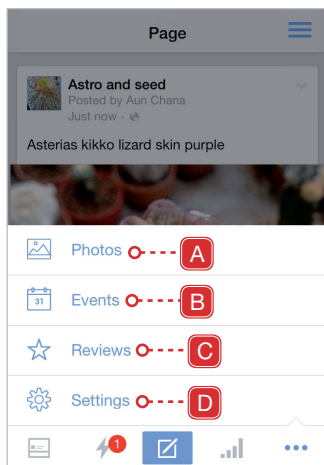 Page
Astro and seed
Posted by Aun Chana
Just now ·
Asterias kikko lizard skin purple
Photos A
31 Events B
Reviews C
Settings D
1